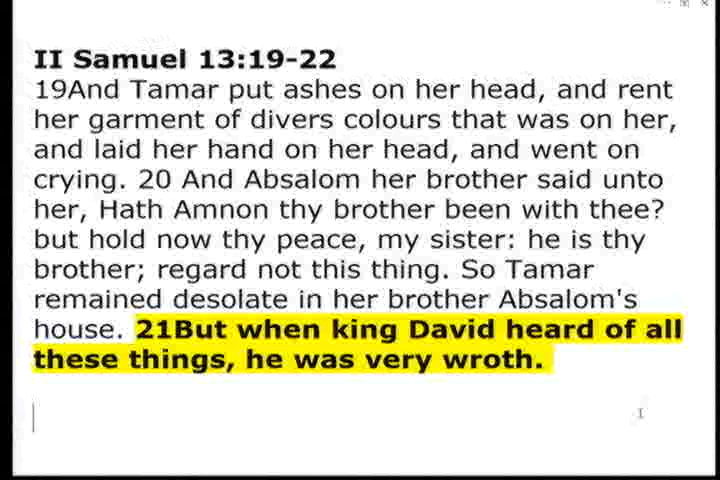 II Samuel 13:19-22
19And Tamar put ashes on her head, and rent
her garment of divers colours that was on her,
and laid her hand on her head, and went on
crying. 20 And Absalom her brother said unto
her, Hath Amnon thy brother been with thee?
but hold now thy peace, my sister: he is thy
brother; regard not this thing. So Tamar
remained desolate in her brother Absalom's
house. 21But when king David heard of all
these things, he was very wroth.